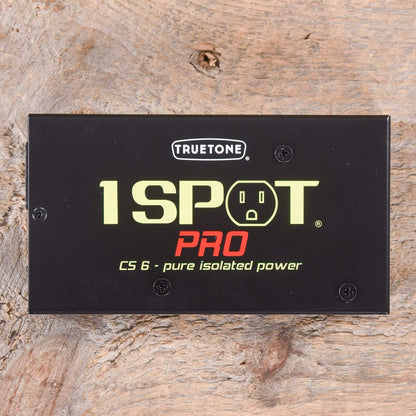 TRUETONE®
1 SPOT®
PRO
CS 6 - pure isolated power